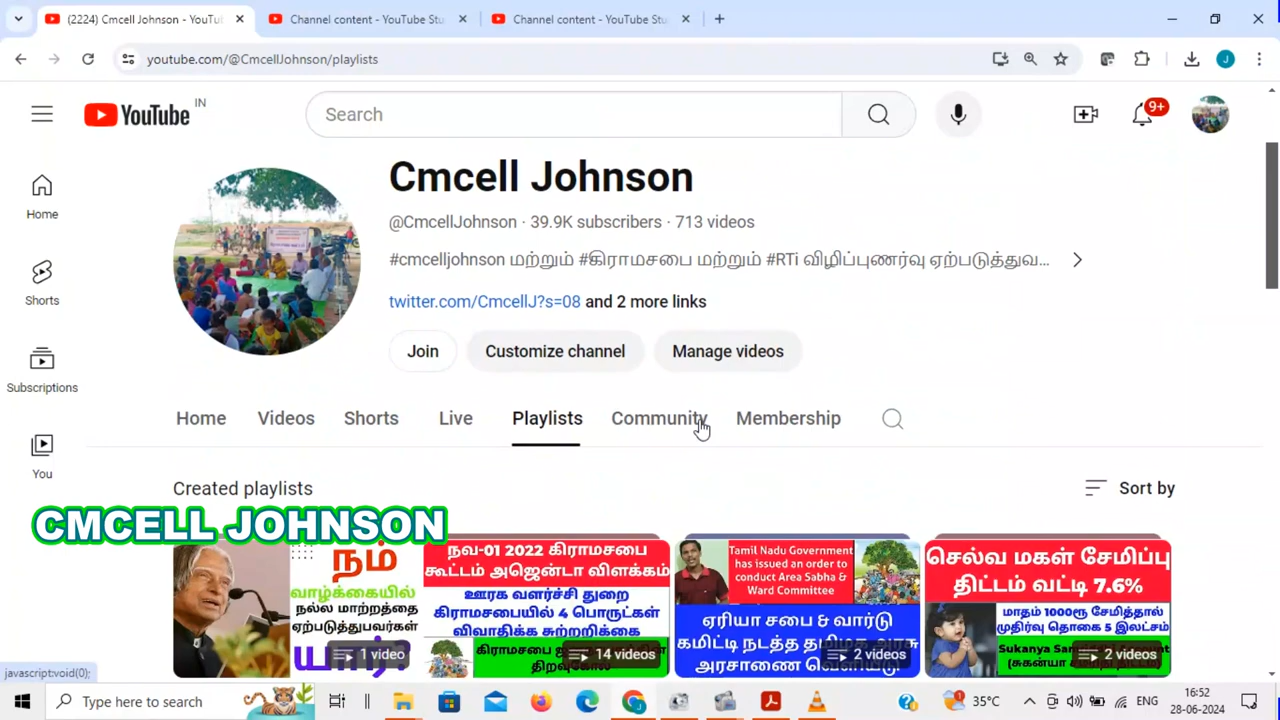 (2224) Cmcell Johnson - YouTu
Channel content - YouTube Stu
Channel content - YouTube Stu
youtube.com/@CmcellJohnson/playlists
J
YouTube IN
Search
9+
Home
Shorts
Subscriptions
You
Cmcell Johnson
@CmcellJohnson · 39.9K subscribers · 713 videos
#cmcelljohnson மற்றும் #கிராமசபை மற்றும் #RTi விழிப்புணர்வு ஏற்படுத்துவ...
twitter.com/CmcellJ?s=08 and 2 more links
Join
Customize channel
Manage videos
Home
Videos
Shorts
Live
Playlists
Community
Membership
Created playlists
Sort by
CMCELL JOHNSON
நம்
வாழ்க்கையில்
நல்ல மாற்றத்தை
ஏற்படுத்துபவர்கள்
1 video
நவ-01 2022 கிராமசபை
கூட்டம் அஜென்டா விளக்கம்
ஊரக வளர்ச்சி துறை
கிராமசபையில் 4 பொருட்கள்
விவாதிக்க சுற்றறிக்கை
14 videos
Tamil Nadu Government
has issued an order to
conduct Area Sabha &
Ward Committee
ஏரியா சபை & வார்டு
கமிட்டி நடத்த தமிழக அரசு
அரசாணை வெளியீடு
2 videos
செல்வ மகள் சேமிப்பு
திட்டம் வட்டி 7.6%
மாதம் 1000ரூ சேமித்தால்
முதிர்வு தொகை 5 இலட்சம்
2 videos
javascript:void(0);
Type here to search
35°C
ENG
16:52
28-06-2024